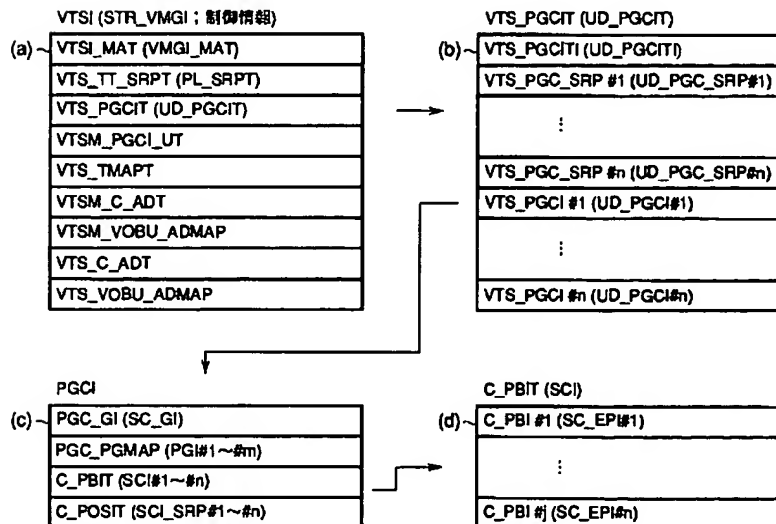 VTSI (STR_VMGI ; 制御情報)
(a)
VTSI_MAT (VMGI_MAT)
VTS_TT_SRPT (PL_SRPT)
VTS_PGCIT (UD_PGCIT)
VTSM_PGCI_UT
VTS_TMAPT
VTSM_C_ADT
VTSM_VOBU_ADMAP
VTS_C_ADT
VTS_VOBU_ADMAP
VTS_PGCIT (UD_PGCIT)
(b)
VTS_PGCITI (UD_PGCITI)
VTS_PGC_SRP #1 (UD_PGC_SRP#1)
⋮
VTS_PGC_SRP #n (UD_PGC_SRP#n)
VTS_PGCI #1 (UD_PGCI#1)
⋮
VTS_PGCI #n (UD_PGCI#n)
PGCI
(c)
PGC_GI (SC_GI)
PGC_PGMAP (PGI#1~#m)
C_PBIT (SCI#1~#n)
C_POSIT (SCI_SRP#1~#n)
C_PBIT (SCI)
(d)
C_PBI #1 (SC_EPI#1)
⋮
C_PBI #j (SC_EPI#n)